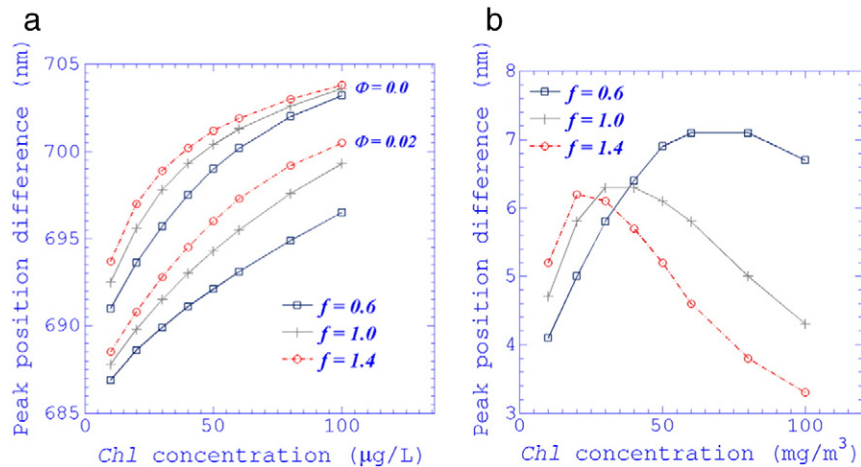 a
Peak position difference (nm)
705
700
695
690
685
Φ = 0.0
Φ = 0.02
f = 0.6
f = 1.0
f = 1.4
0
50
100
Chl concentration (µg/L)
b
Peak position difference (nm)
8
7
6
5
4
3
f = 0.6
f = 1.0
f = 1.4
0
50
100
Chl concentration (mg/m³)